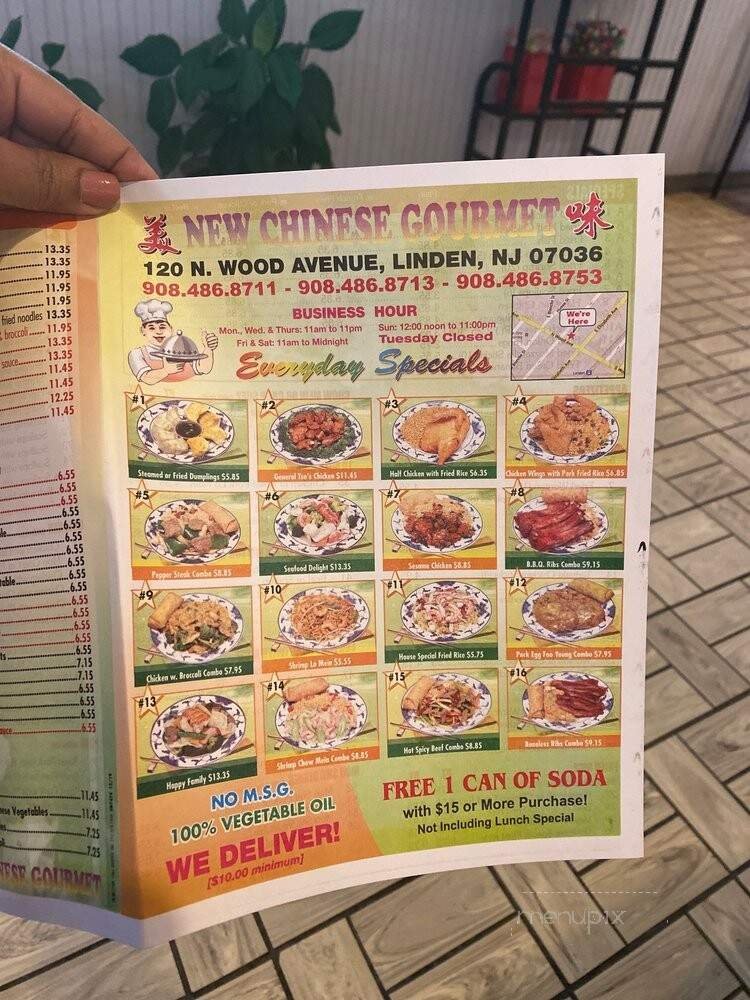 13.35
13.35
11.95
11.95
11.95
fried noodles 13.35
broccoli 11.95
13.35
sauce 13.35
11.45
11.45
12.25
11.45
6.55
6.55
6.55
6.55
6.55
6.55
table 6.55
6.55
6.55
6.55
6.55
6.55
7.15
7.15
6.55
6.55
6.55
6.55
11.45
Vegetables 11.45
7.25
7.25
GOURMET
美 NEW CHINESE GOURMET 味
120 N. WOOD AVENUE, LINDEN, NJ 07036
908.486.8711 - 908.486.8713 - 908.486.8753
BUSINESS HOUR
Mon., Wed. & Thurs: 11am to 11pm
Fri & Sat: 11am to Midnight
Sun: 12:00 noon to 11:00pm
Tuesday Closed
We're
Here
Everyday Specials
#1
Steamed or Fried Dumplings $5.85
#2
General Tso's Chicken $11.45
#3
Half Chicken with Fried Rice $6.35
#4
Chicken Wings with Pork Fried Rice $6.85
#5
Pepper Steak Combo $8.85
#6
Seafood Delight $13.35
#7
Sesame Chicken $8.85
#8
B.B.Q. Ribs Combo $9.15
#9
Chicken w. Broccoli Combo $7.95
#10
Shrimp Lo Mein $5.55
#11
House Special Fried Rice $5.75
#12
Pork Egg Foo Young Combo $7.95
#13
Happy Family $13.35
#14
Shrimp Chow Mein Combo $8.85
#15
Hot Spicy Beef Combo $8.85
#16
Boneless Ribs Combo $9.15
NO M.S.G.
100% VEGETABLE OIL
WE DELIVER!
[$10.00 minimum]
FREE 1 CAN OF SODA
with $15 or More Purchase!
Not Including Lunch Special
menupix